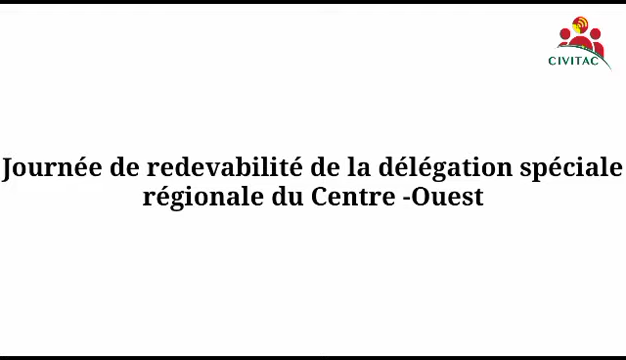 CIVITAC
Journée de redevabilité de la délégation spéciale
régionale du Centre -Ouest